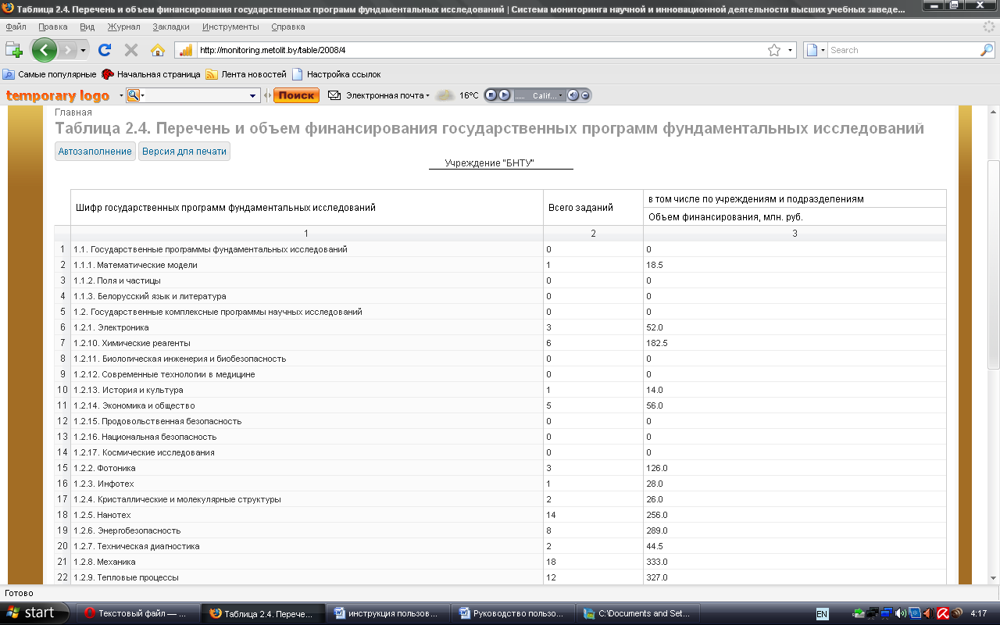 Таблица 2.4. Перечень и объем финансирования государственных программ фундаментальных исследований | Система мониторинга научной и инновационной деятельности высших учебных заведе...
Файл Правка Вид Журнал Закладки Инструменты Справка
http://monitoring.metolit.by/table/2008/4 Search
Самые популярные Начальная страница Лента новостей Настройка ссылок
temporary logo Поиск Электронная почта 16°C ..... Calif...
Главная
Таблица 2.4. Перечень и объем финансирования государственных программ фундаментальных исследований
Автозаполнение Версия для печати
Учреждение "БНТУ"
Шифр государственных программ фундаментальных исследований Всего заданий в том числе по учреждениям и подразделениям
Объем финансирования, млн. руб.
1 2 3
1 1.1. Государственные программы фундаментальных исследований 0 0
2 1.1.1. Математические модели 1 18.5
3 1.1.2. Поля и частицы 0 0
4 1.1.3. Белорусский язык и литература 0 0
5 1.2. Государственные комплексные программы научных исследований 0 0
6 1.2.1. Электроника 3 52.0
7 1.2.10. Химические реагенты 6 182.5
8 1.2.11. Биологическая инженерия и биобезопасность 0 0
9 1.2.12. Современные технологии в медицине 0 0
10 1.2.13. История и культура 1 14.0
11 1.2.14. Экономика и общество 5 56.0
12 1.2.15. Продовольственная безопасность 0 0
13 1.2.16. Национальная безопасность 0 0
14 1.2.17. Космические исследования 0 0
15 1.2.2. Фотоника 3 126.0
16 1.2.3. Инфотех 1 28.0
17 1.2.4. Кристаллические и молекулярные структуры 2 26.0
18 1.2.5. Нанотех 14 256.0
19 1.2.6. Энергобезопасность 8 289.0
20 1.2.7. Техническая диагностика 2 44.5
21 1.2.8. Механика 18 333.0
22 1.2.9. Тепловые процессы 12 327.0
Готово
start Текстовый файл — ... Таблица 2.4. Перече... инструкция пользов... Руководство пользо... C:\Documents and Set... EN 4:17